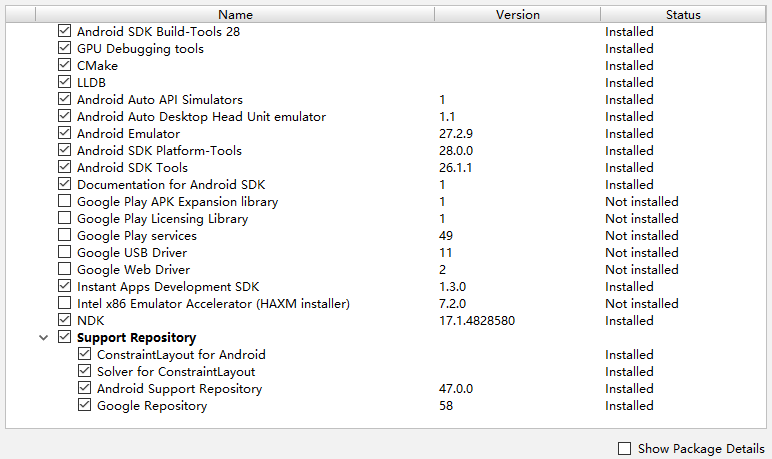 Name Version Status
Android SDK Build-Tools 28 Installed
GPU Debugging tools Installed
CMake Installed
LLDB Installed
Android Auto API Simulators 1 Installed
Android Auto Desktop Head Unit emulator 1.1 Installed
Android Emulator 27.2.9 Installed
Android SDK Platform-Tools 28.0.0 Installed
Android SDK Tools 26.1.1 Installed
Documentation for Android SDK 1 Installed
Google Play APK Expansion library 1 Not installed
Google Play Licensing Library 1 Not installed
Google Play services 49 Not installed
Google USB Driver 11 Not installed
Google Web Driver 2 Not installed
Instant Apps Development SDK 1.3.0 Installed
Intel x86 Emulator Accelerator (HAXM installer) 7.2.0 Not installed
NDK 17.1.4828580 Installed
Support Repository
ConstraintLayout for Android Installed
Solver for ConstraintLayout Installed
Android Support Repository 47.0.0 Installed
Google Repository 58 Installed
Show Package Details